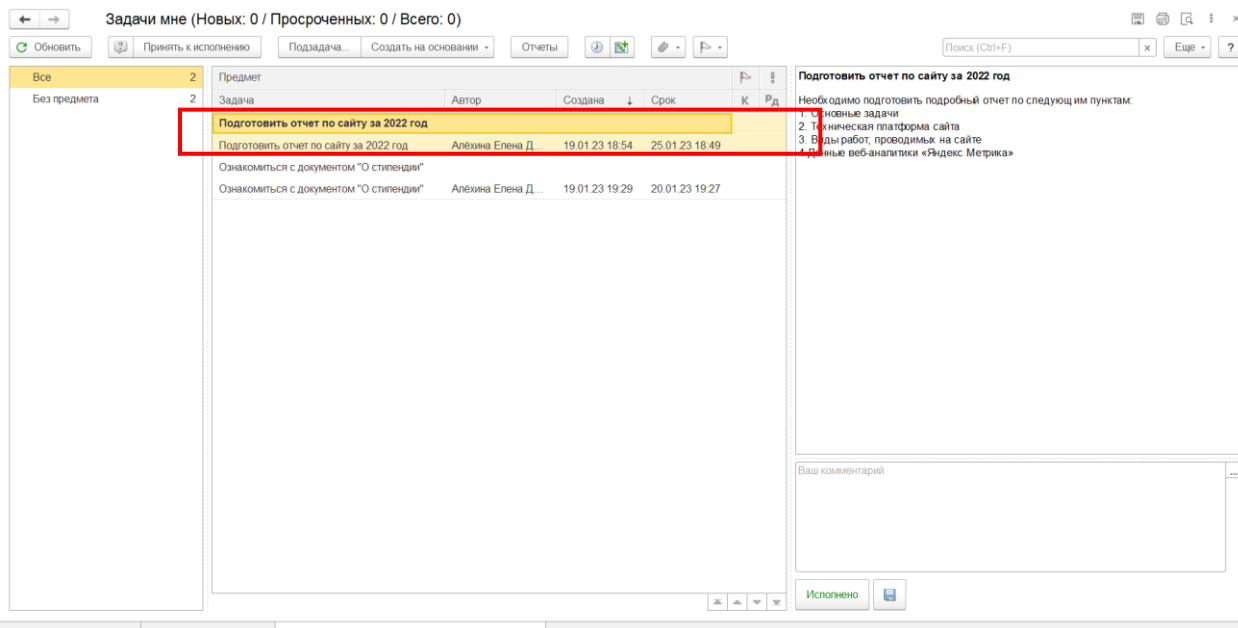 Задачи мне (Новых: 0 / Просроченных: 0 / Всего: 0)
Обновить Принять к исполнению Подзадача... Создать на основании Отчеты Поиск (Ctrl+F) × Еще ?
Все 2
Без предмета 2
Предмет
Задача Автор Создана ↓ Срок К Рд
Подготовить отчет по сайту за 2022 год
Подготовить отчет по сайту за 2022 год Алёхина Елена Д... 19.01.23 18:54 25.01.23 18:49
Ознакомиться с документом "О стипендии"
Ознакомиться с документом "О стипендии" Алёхина Елена Д... 19.01.23 19:29 20.01.23 19:27
Подготовить отчет по сайту за 2022 год
Необходимо подготовить подробный отчет по следующим пунктам:
1. Основные задачи
2. Техническая платформа сайта
3. Виды работ, проводимых на сайте
4.Данные веб-аналитики «Яндекс Метрика»
Ваш комментарий ...
Исполнено